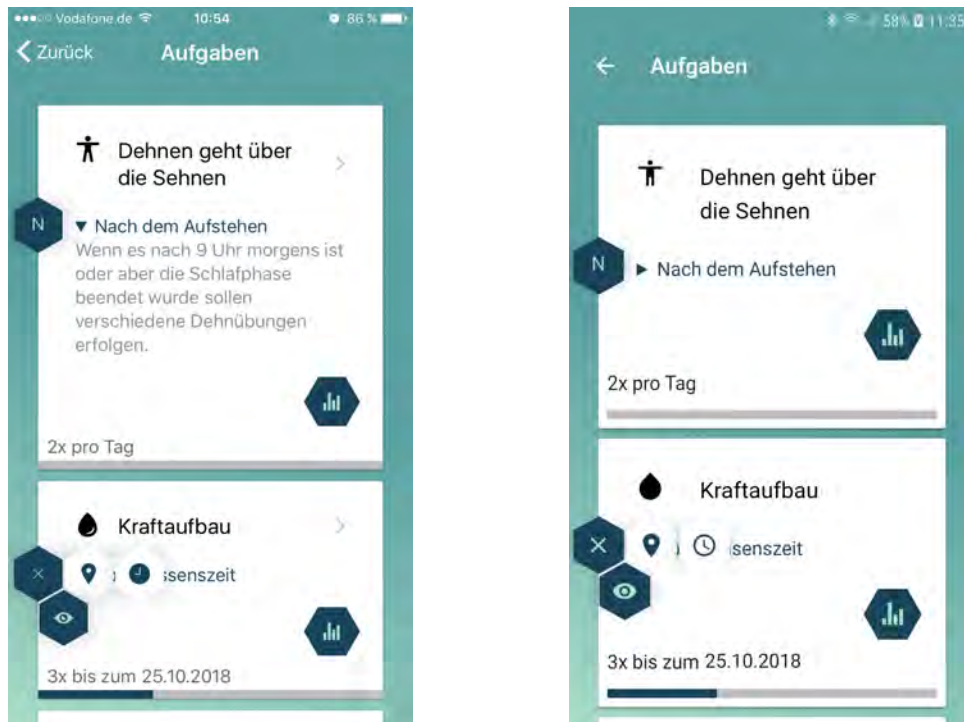 Vodafone.de 10:54 86 %
Zurück Aufgaben
Dehnen geht über
die Sehnen
N
▼ Nach dem Aufstehen
Wenn es nach 9 Uhr morgens ist
oder aber die Schlafphase
beendet wurde sollen
verschiedene Dehnübungen
erfolgen.
2x pro Tag
Kraftaufbau
ssenszeit
3x bis zum 25.10.2018
58% 11:35
Aufgaben
Dehnen geht über
die Sehnen
N
► Nach dem Aufstehen
2x pro Tag
Kraftaufbau
senszeit
3x bis zum 25.10.2018